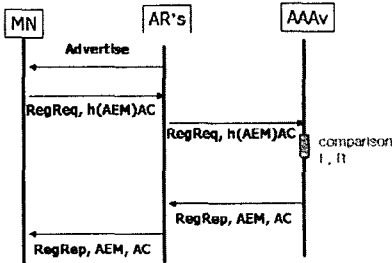 MN
AR's
AAAv
Advertise
RegReq, h(AEM)AC
RegReq, h(AEM)AC
comparison
RegRep, AEM, AC
RegRep, AEM, AC